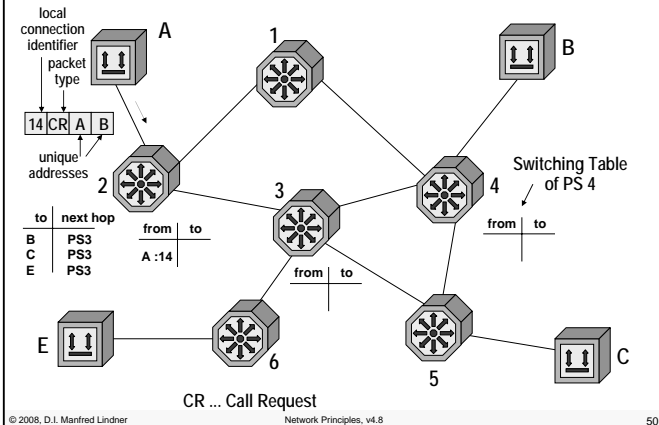 local
connection
identifier
packet
type
A
1
B
14 CR A B
unique
addresses
2
3
4
Switching Table
of PS 4
to next hop
B PS3
C PS3
E PS3
from to
A :14
from to
from to
E
6
5
C
CR ... Call Request
© 2008, D.I. Manfred Lindner
Network Principles, v4.8
50